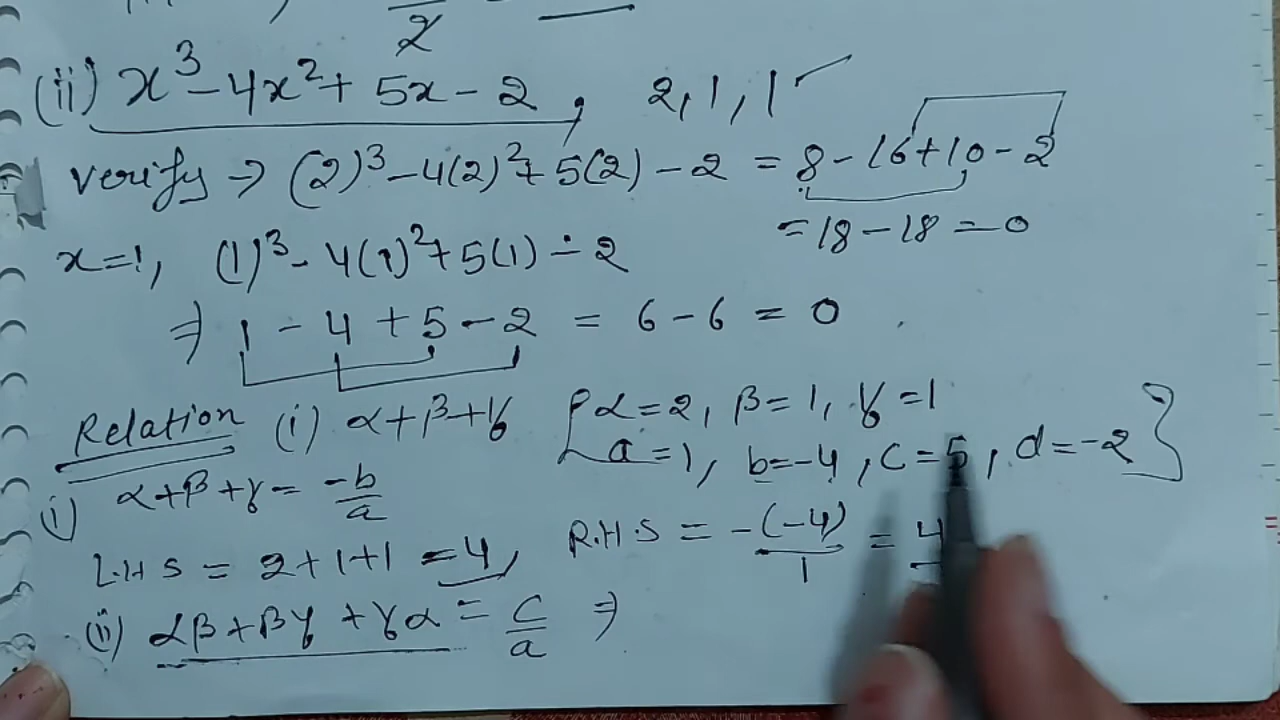 2
(ii) x³ - 4x² + 5x - 2, 2, 1, 1 ✓
verify → (2)³ - 4(2)² + 5(2) - 2 = 8 - 16 + 10 - 2
= 18 - 18 = 0
x = 1, (1)³ - 4(1)² + 5(1) - 2
⇒ 1 - 4 + 5 - 2 = 6 - 6 = 0
Relation (i) α + β + γ { α = 2, β = 1, γ = 1
a = 1, b = -4, c = 5, d = -2 }
(i) α + β + γ = -b/a
L.H.S = 2 + 1 + 1 = 4, R.H.S = -(-4)/1 = 4
(ii) αβ + βγ + γα = c/a ⇒